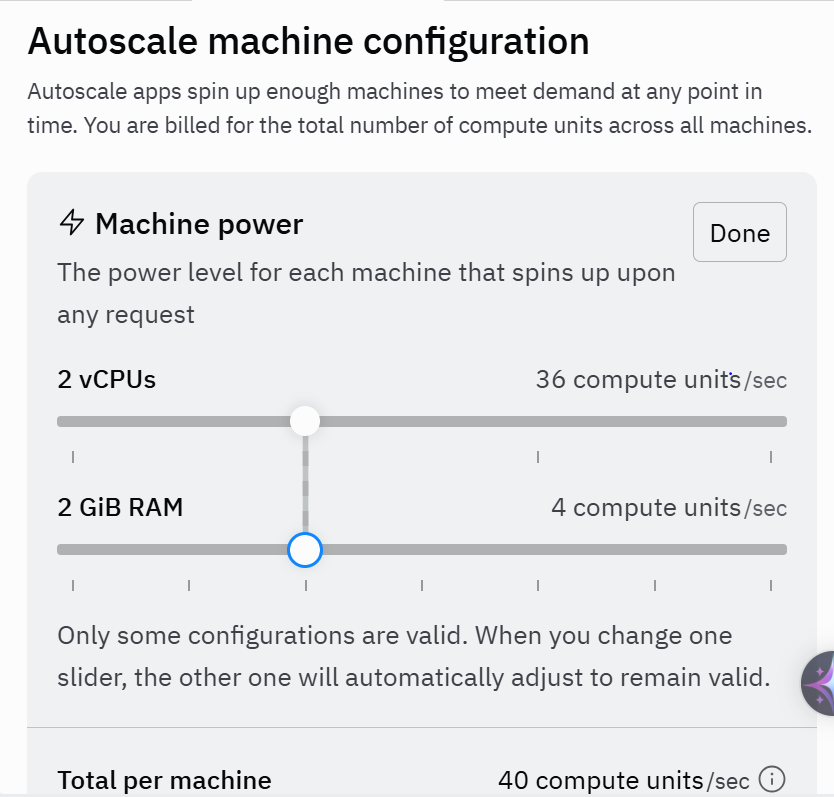 Autoscale machine configuration
Autoscale apps spin up enough machines to meet demand at any point in
time. You are billed for the total number of compute units across all machines.
Machine power
Done
The power level for each machine that spins up upon
any request
2 vCPUs 36 compute units/sec
2 GiB RAM 4 compute units/sec
Only some configurations are valid. When you change one
slider, the other one will automatically adjust to remain valid.
Total per machine 40 compute units/sec